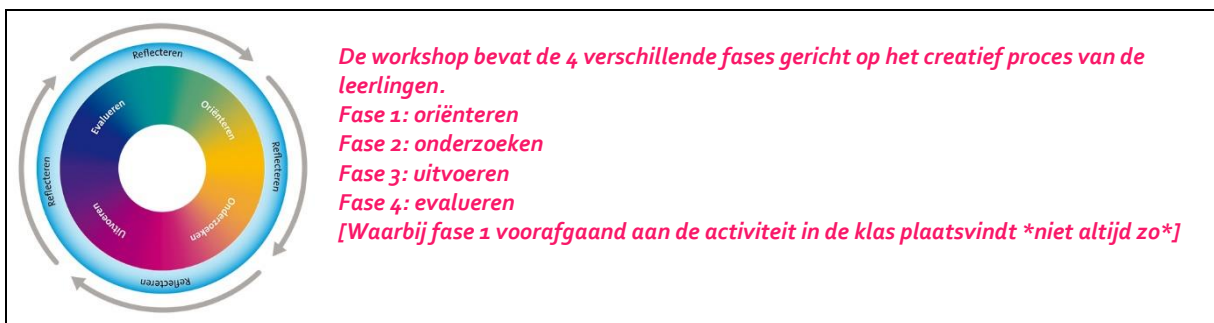 Reflecteren
Evalueren
Oriënteren
Reflecteren
Reflecteren
Uitvoeren
Onderzoeken
Reflecteren
De workshop bevat de 4 verschillende fases gericht op het creatief proces van de
leerlingen.
Fase 1: oriënteren
Fase 2: onderzoeken
Fase 3: uitvoeren
Fase 4: evalueren
[Waarbij fase 1 voorafgaand aan de activiteit in de klas plaatsvindt *niet altijd zo*]